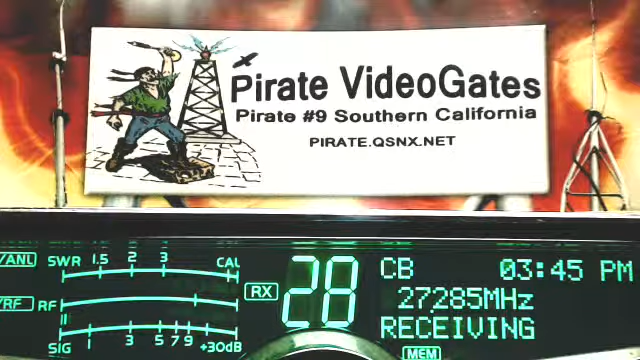 Pirate VideoGates
Pirate #9 Southern California
PIRATE.QSNX.NET
/ANL SWR 1.5 2 3 CAL
RX 28 CB 03:45 PM
/RF RF 27285MHz
SIG 1 3 5 7 9 +30dB RECEIVING
MEM